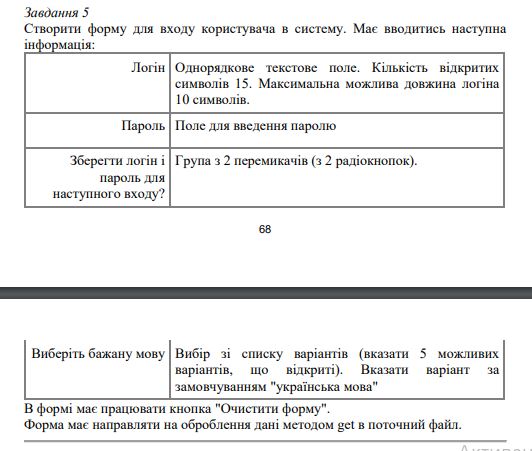 Завдання 5
Створити форму для входу користувача в систему. Має вводитись наступна
інформація:
Логін
Однорядкове текстове поле. Кількість відкритих
символів 15. Максимальна можлива довжина логіна
10 символів.
Пароль
Поле для введення паролю
Зберегти логін і
пароль для
наступного входу?
Група з 2 перемикачів (з 2 радіокнопок).
68
Виберіть бажану мову
Вибір зі списку варіантів (вказати 5 можливих
варіантів, що відкриті). Вказати варіант за
замовчуванням "українська мова"
В формі має працювати кнопка "Очистити форму".
Форма має направляти на оброблення дані методом get в поточний файл.